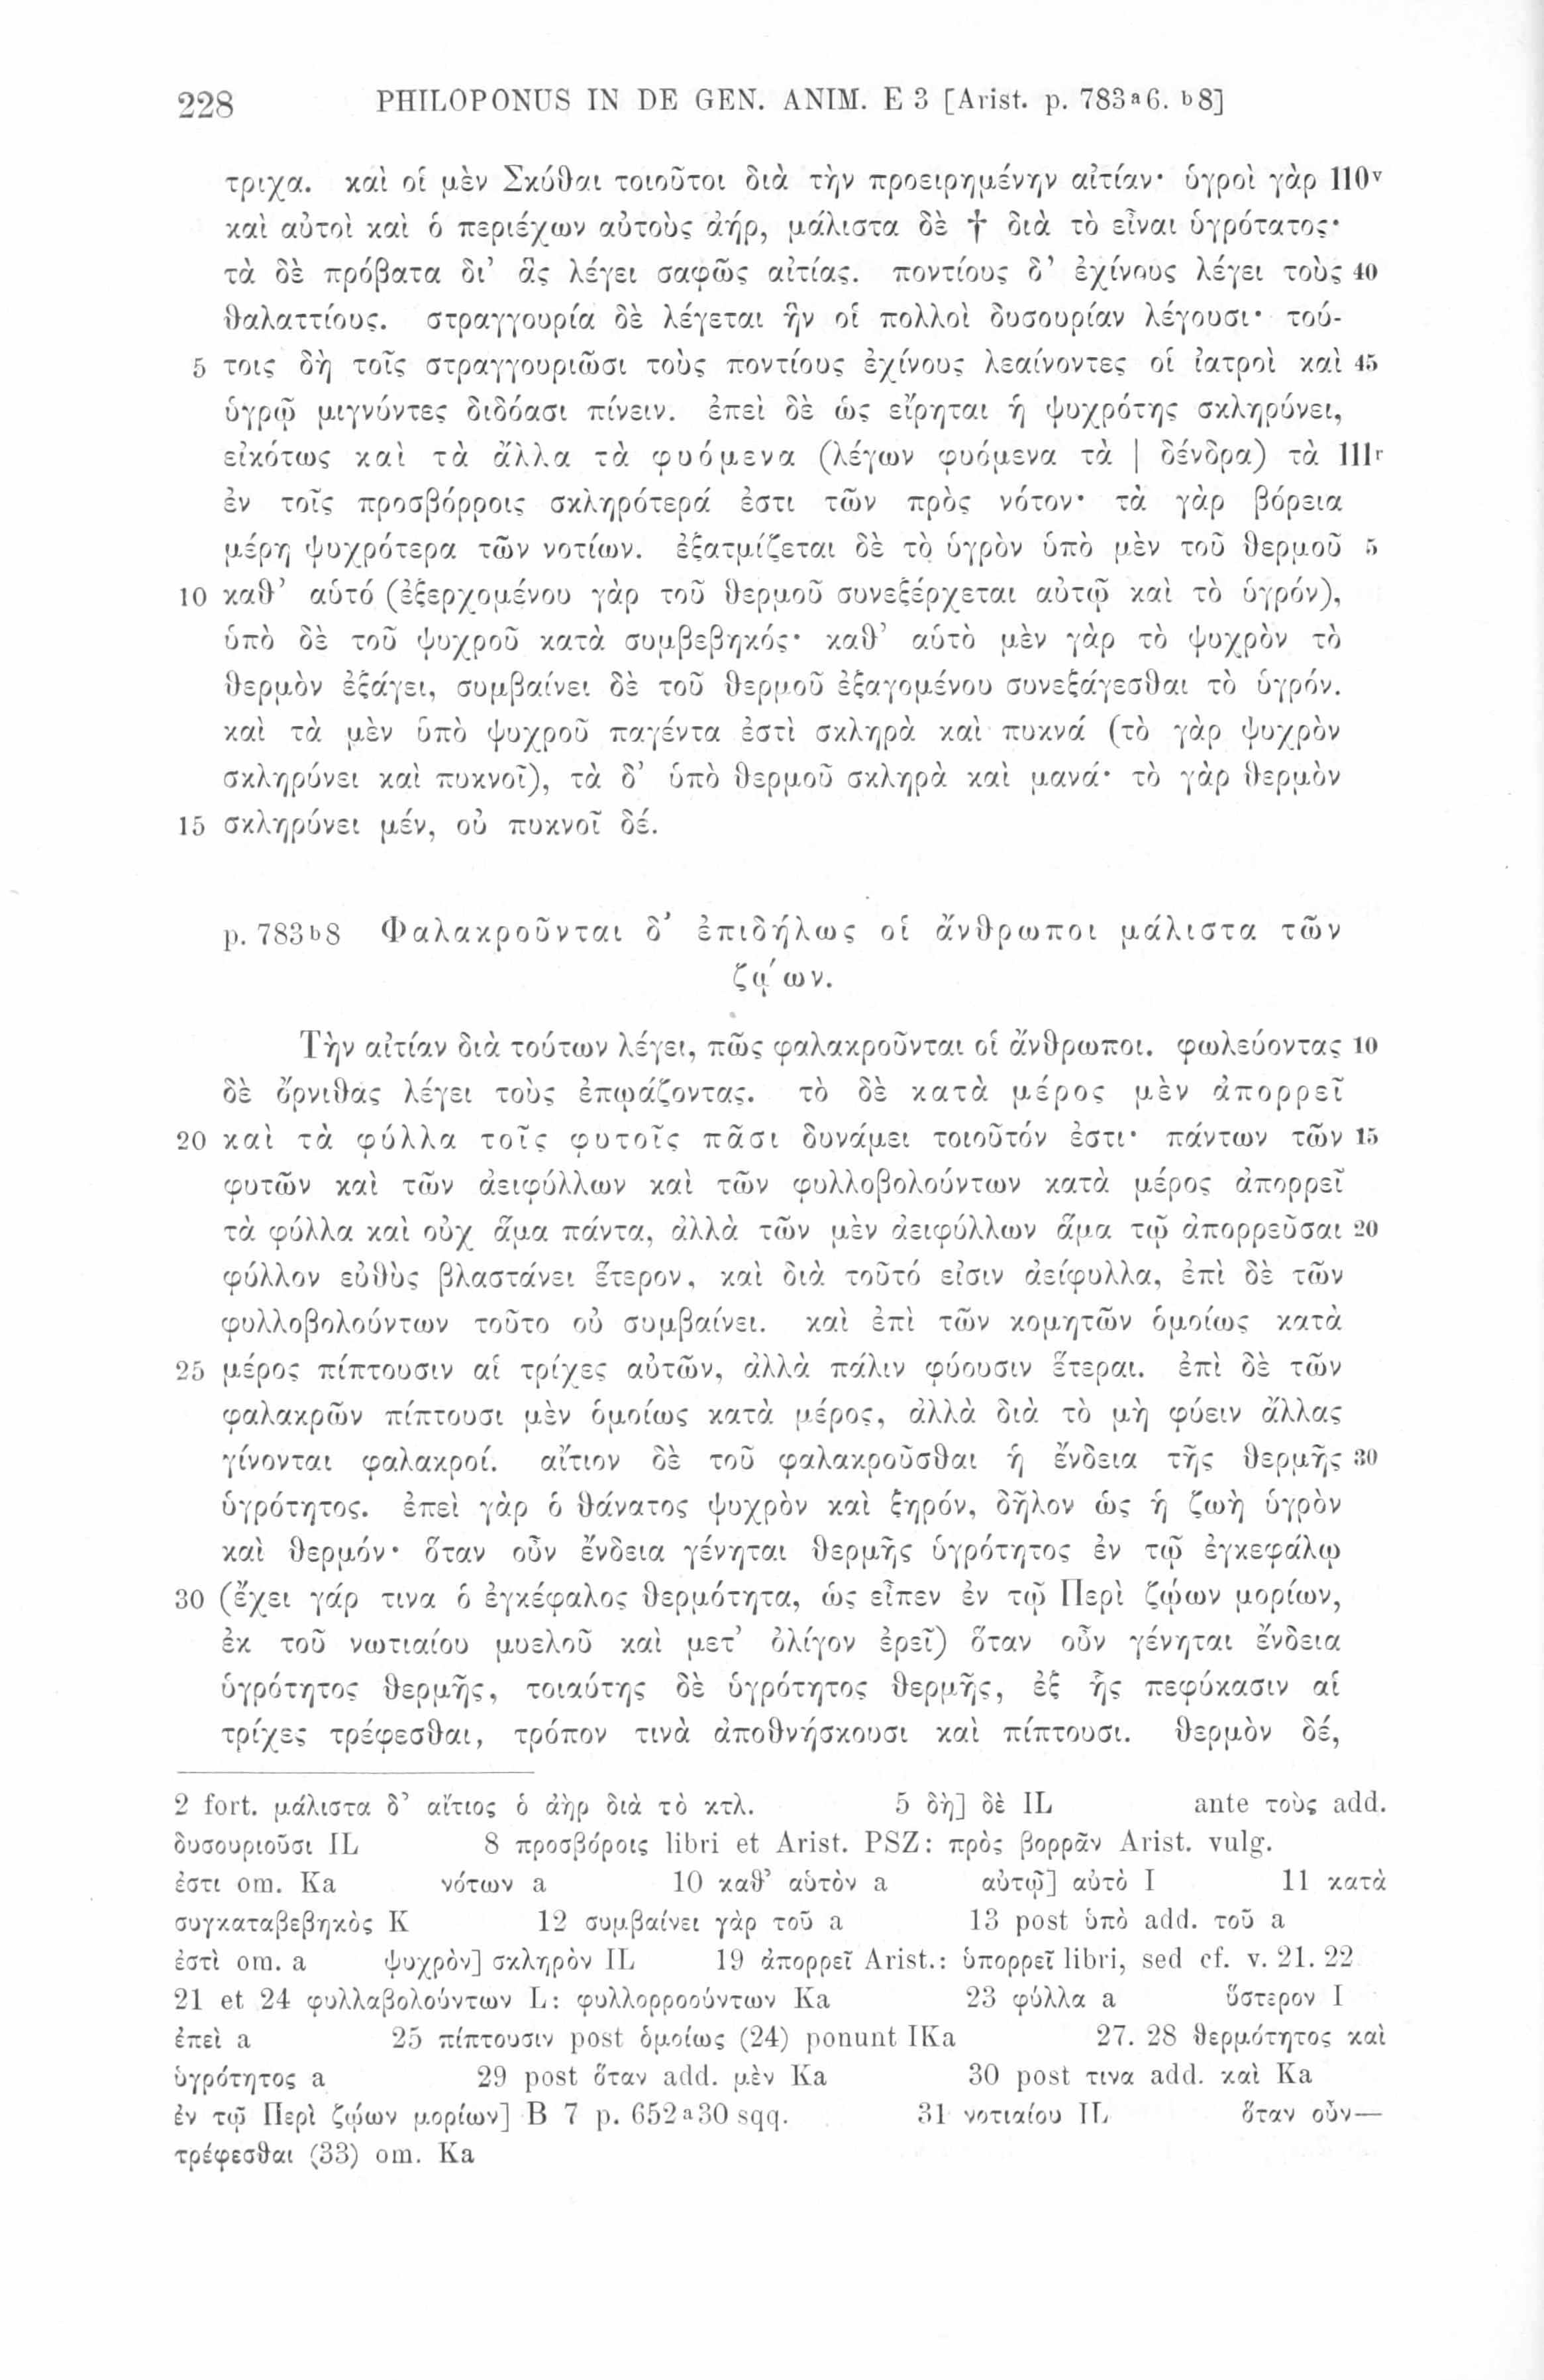 228 PHILOPONUS IN DE GEN. ANIM. E 3 [Arist. p. 783a6. b8]
τριχα. καὶ οἱ μὲν Σκύθαι τοιοῦτοι διὰ τὴν προειρημένην αἰτίαν· ὑγροὶ γὰρ 110v
καὶ αὐτοὶ καὶ ὁ περιέχων αὐτοὺς ἀήρ, μάλιστα δὲ † διὰ τὸ εἶναι ὑγρότατος·
τὰ δὲ πρόβατα δι’ ἃς λέγει σαφῶς αἰτίας. ποντίους δ’ ἐχίνους λέγει τοὺς 40
θαλαττίους. στραγγουρία δὲ λέγεται ἣν οἱ πολλοὶ δυσουρίαν λέγουσι· τού-
5 τοις δὴ τοῖς στραγγουριῶσι τοὺς ποντίους ἐχίνους λεαίνοντες οἱ ἰατροὶ καὶ 45
ὑγρῷ μιγνύντες διδόασι πίνειν. ἐπεὶ δὲ ὡς εἴρηται ἡ ψυχρότης σκληρύνει,
εἰκότως καὶ τὰ ἄλλα τὰ φυόμενα (λέγων φυόμενα τὰ | δένδρα) τὰ 111r
ἐν τοῖς προσβόρροις σκληρότερά ἐστι τῶν πρὸς νότον· τὰ γὰρ βόρεια
μέρη ψυχρότερα τῶν νοτίων. ἐξατμίζεται δὲ τὸ ὑγρὸν ὑπὸ μὲν τοῦ θερμοῦ 5
10 καθ’ αὑτό (ἐξερχομένου γὰρ τοῦ θερμοῦ συνεξέρχεται αὐτῷ καὶ τὸ ὑγρόν),
ὑπὸ δὲ τοῦ ψυχροῦ κατὰ συμβεβηκός· καθ’ αὑτὸ μὲν γὰρ τὸ ψυχρὸν τὸ
θερμὸν ἐξάγει, συμβαίνει δὲ τοῦ θερμοῦ ἐξαγομένου συνεξάγεσθαι τὸ ὑγρόν.
καὶ τὰ μὲν ὑπὸ ψυχροῦ παγέντα ἐστὶ σκληρὰ καὶ πυκνά (τὸ γὰρ ψυχρὸν
σκληρύνει καὶ πυκνοῖ), τὰ δ’ ὑπὸ θερμοῦ σκληρὰ καὶ μανά· τὸ γὰρ θερμὸν
15 σκληρύνει μέν, οὐ πυκνοῖ δέ.
p. 783b8 Φαλακροῦνται δ’ ἐπιδήλως οἱ ἄνθρωποι μάλιστα τῶν
ζῴων.
Τὴν αἰτίαν διὰ τούτων λέγει, πῶς φαλακροῦνται οἱ ἄνθρωποι. φωλεύοντας 10
δὲ ὄρνιθας λέγει τοὺς ἐπῳάζοντας. τὸ δὲ κατὰ μέρος μὲν ἀπορρεῖ
20 καὶ τὰ φύλλα τοῖς φυτοῖς πᾶσι δυνάμει τοιοῦτόν ἐστι· πάντων τῶν 15
φυτῶν καὶ τῶν ἀειφύλλων καὶ τῶν φυλλοβολούντων κατὰ μέρος ἀπορρεῖ
τὰ φύλλα καὶ οὐχ ἅμα πάντα, ἀλλὰ τῶν μὲν ἀειφύλλων ἅμα τῷ ἀπορρεῦσαι 20
φύλλον εὐθὺς βλαστάνει ἕτερον, καὶ διὰ τοῦτό εἰσιν ἀείφυλλα, ἐπὶ δὲ τῶν
φυλλοβολούντων τοῦτο οὐ συμβαίνει. καὶ ἐπὶ τῶν κομητῶν ὁμοίως κατὰ
25 μέρος πίπτουσιν αἱ τρίχες αὐτῶν, ἀλλὰ πάλιν φύουσιν ἕτεραι. ἐπὶ δὲ τῶν
φαλακρῶν πίπτουσι μὲν ὁμοίως κατὰ μέρος, ἀλλὰ διὰ τὸ μὴ φύειν ἄλλας
γίνονται φαλακροί. αἴτιον δὲ τοῦ φαλακροῦσθαι ἡ ἔνδεια τῆς θερμῆς 30
ὑγρότητος. ἐπεὶ γὰρ ὁ θάνατος ψυχρὸν καὶ ξηρόν, δῆλον ὡς ἡ ζωὴ ὑγρὸν
καὶ θερμόν· ὅταν οὖν ἔνδεια γένηται θερμῆς ὑγρότητος ἐν τῷ ἐγκεφάλῳ
30 (ἔχει γάρ τινα ὁ ἐγκέφαλος θερμότητα, ὡς εἶπεν ἐν τῷ Περὶ ζῴων μορίων,
ἐκ τοῦ νωτιαίου μυελοῦ καὶ μετ’ ὀλίγον ἐρεῖ) ὅταν οὖν γένηται ἔνδεια
ὑγρότητος θερμῆς, τοιαύτης δὲ ὑγρότητος θερμῆς, ἐξ ἧς πεφύκασιν αἱ
τρίχες τρέφεσθαι, τρόπον τινὰ ἀποθνήσκουσι καὶ πίπτουσι. θερμὸν δέ,
2 fort. μάλιστα δ’ αἴτιος ὁ ἀὴρ διὰ τὸ κτλ. 5 δὴ] δὲ IL ante τοὺς add.
δυσουριοῦσι IL 8 προσβόροις libri et Arist. PSZ: πρὸς βορρᾶν Arist. vulg.
ἐστι om. Ka νότων a 10 καθ’ αὑτὸν a αὐτῷ] αὐτὸ I 11 κατὰ
συγκαταβεβηκὸς K 12 συμβαίνει γὰρ τοῦ a 13 post ὑπὸ add. τοῦ a
ἐστὶ om. a ψυχρὸν] σκληρὸν IL 19 ἀπορρεῖ Arist.: ὑπορρεῖ libri, sed cf. v. 21. 22
21 et 24 φυλλαβολούντων L: φυλλορροούντων Ka 23 φύλλα a ὕστερον I
ἐπεὶ a 25 πίπτουσιν post ὁμοίως (24) ponunt IKa 27. 28 θερμότητος καὶ
ὑγρότητος a 29 post ὅταν add. μὲν Ka 30 post τινα add. καὶ Ka
ἐν τῷ Περὶ ζῴων μορίων] B 7 p. 652a30 sqq. 31 νοτιαίου IL ὅταν οὖν—
τρέφεσθαι (33) om. Ka